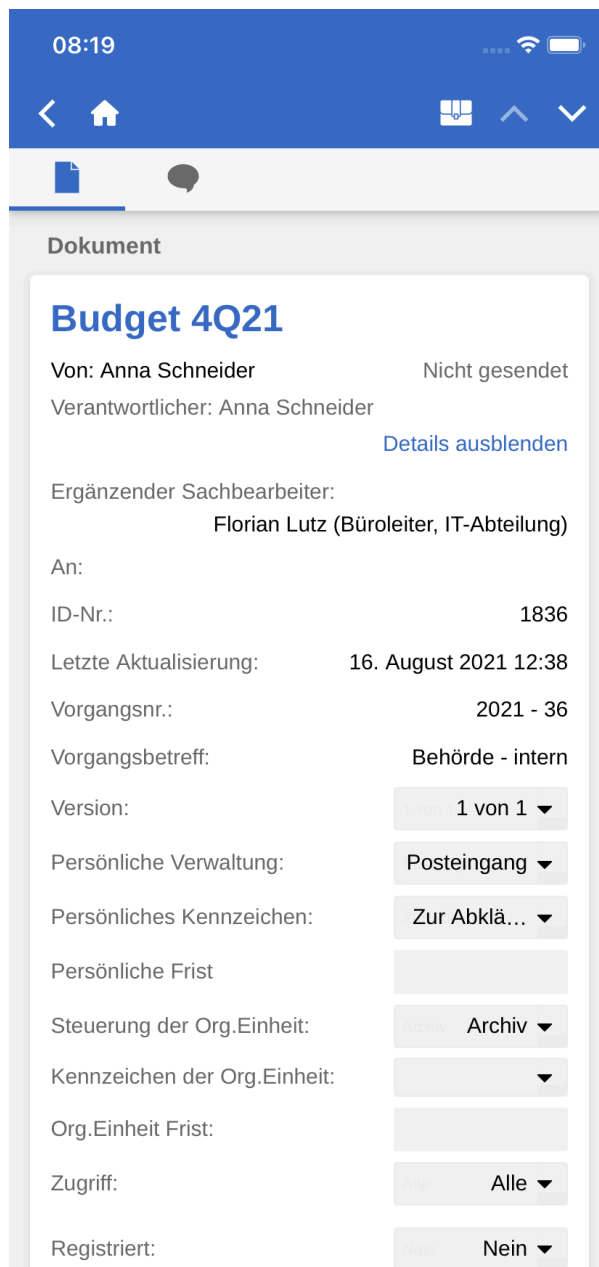 08:19
Dokument
Budget 4Q21
Von: Anna Schneider Nicht gesendet
Verantwortlicher: Anna Schneider
Details ausblenden
Ergänzender Sachbearbeiter:
Florian Lutz (Büroleiter, IT-Abteilung)
An:
ID-Nr.: 1836
Letzte Aktualisierung: 16. August 2021 12:38
Vorgangsnr.: 2021 - 36
Vorgangsbetreff: Behörde - intern
Version: 1 von 1
Persönliche Verwaltung: Posteingang
Persönliches Kennzeichen: Zur Abklä...
Persönliche Frist
Steuerung der Org.Einheit: Archiv
Kennzeichen der Org.Einheit:
Org.Einheit Frist:
Zugriff: Alle
Registriert: Nein